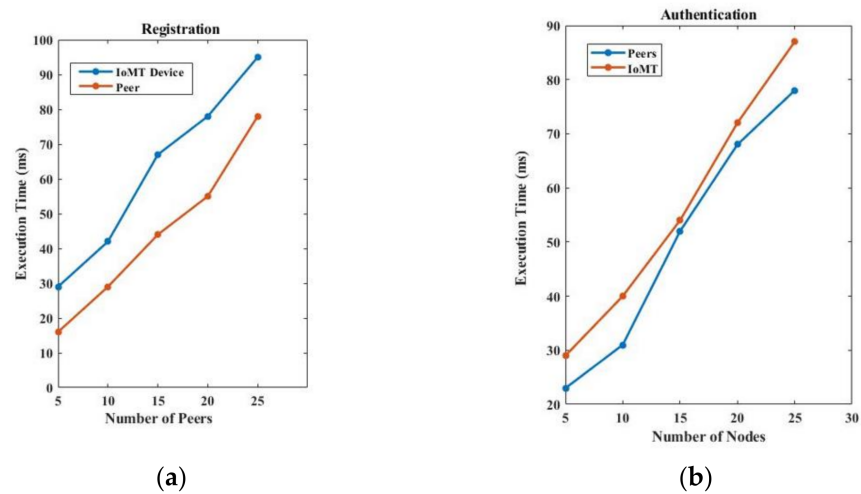 Registration
100
90
80
70
60
50
40
30
20
10
0
IoMT Device
Peer
Execution Time (ms)
5 10 15 20 25
Number of Peers
(a)
Authentication
90
80
70
60
50
40
30
20
Peers
IoMT
Execution Time (ms)
5 10 15 20 25 30
Number of Nodes
(b)